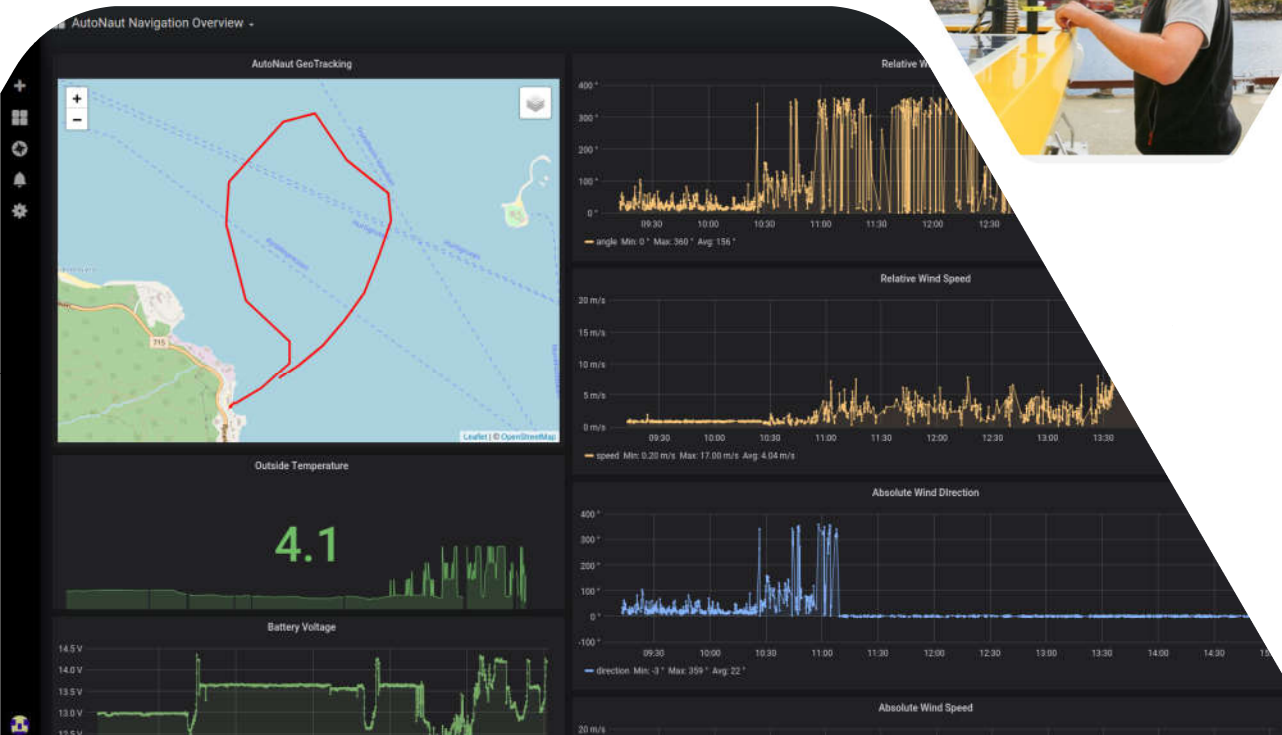 AutoNaut Navigation Overview
AutoNaut GeoTracking
+
−
715
Leaflet | © OpenStreetMap
Outside Temperature
4.1
Battery Voltage
14.5 V
14.0 V
13.5 V
13.0 V
12.5 V
Relative W
400 °
300 °
200 °
100 °
0 °
09:30 10:00 10:30 11:00 11:30 12:00 12:30
angle Min: 0 ° Max: 360 ° Avg: 156 °
Relative Wind Speed
20 m/s
15 m/s
10 m/s
5 m/s
0 m/s
09:30 10:00 10:30 11:00 11:30 12:00 12:30 13:00 13:30
speed Min: 0.20 m/s Max: 17.00 m/s Avg: 4.04 m/s
Absolute Wind Direction
400 °
300 °
200 °
100 °
0 °
-100 °
09:30 10:00 10:30 11:00 11:30 12:00 12:30 13:00 13:30 14:00 14:30 15
direction Min: -3 ° Max: 359 ° Avg: 22 °
Absolute Wind Speed
20 m/s